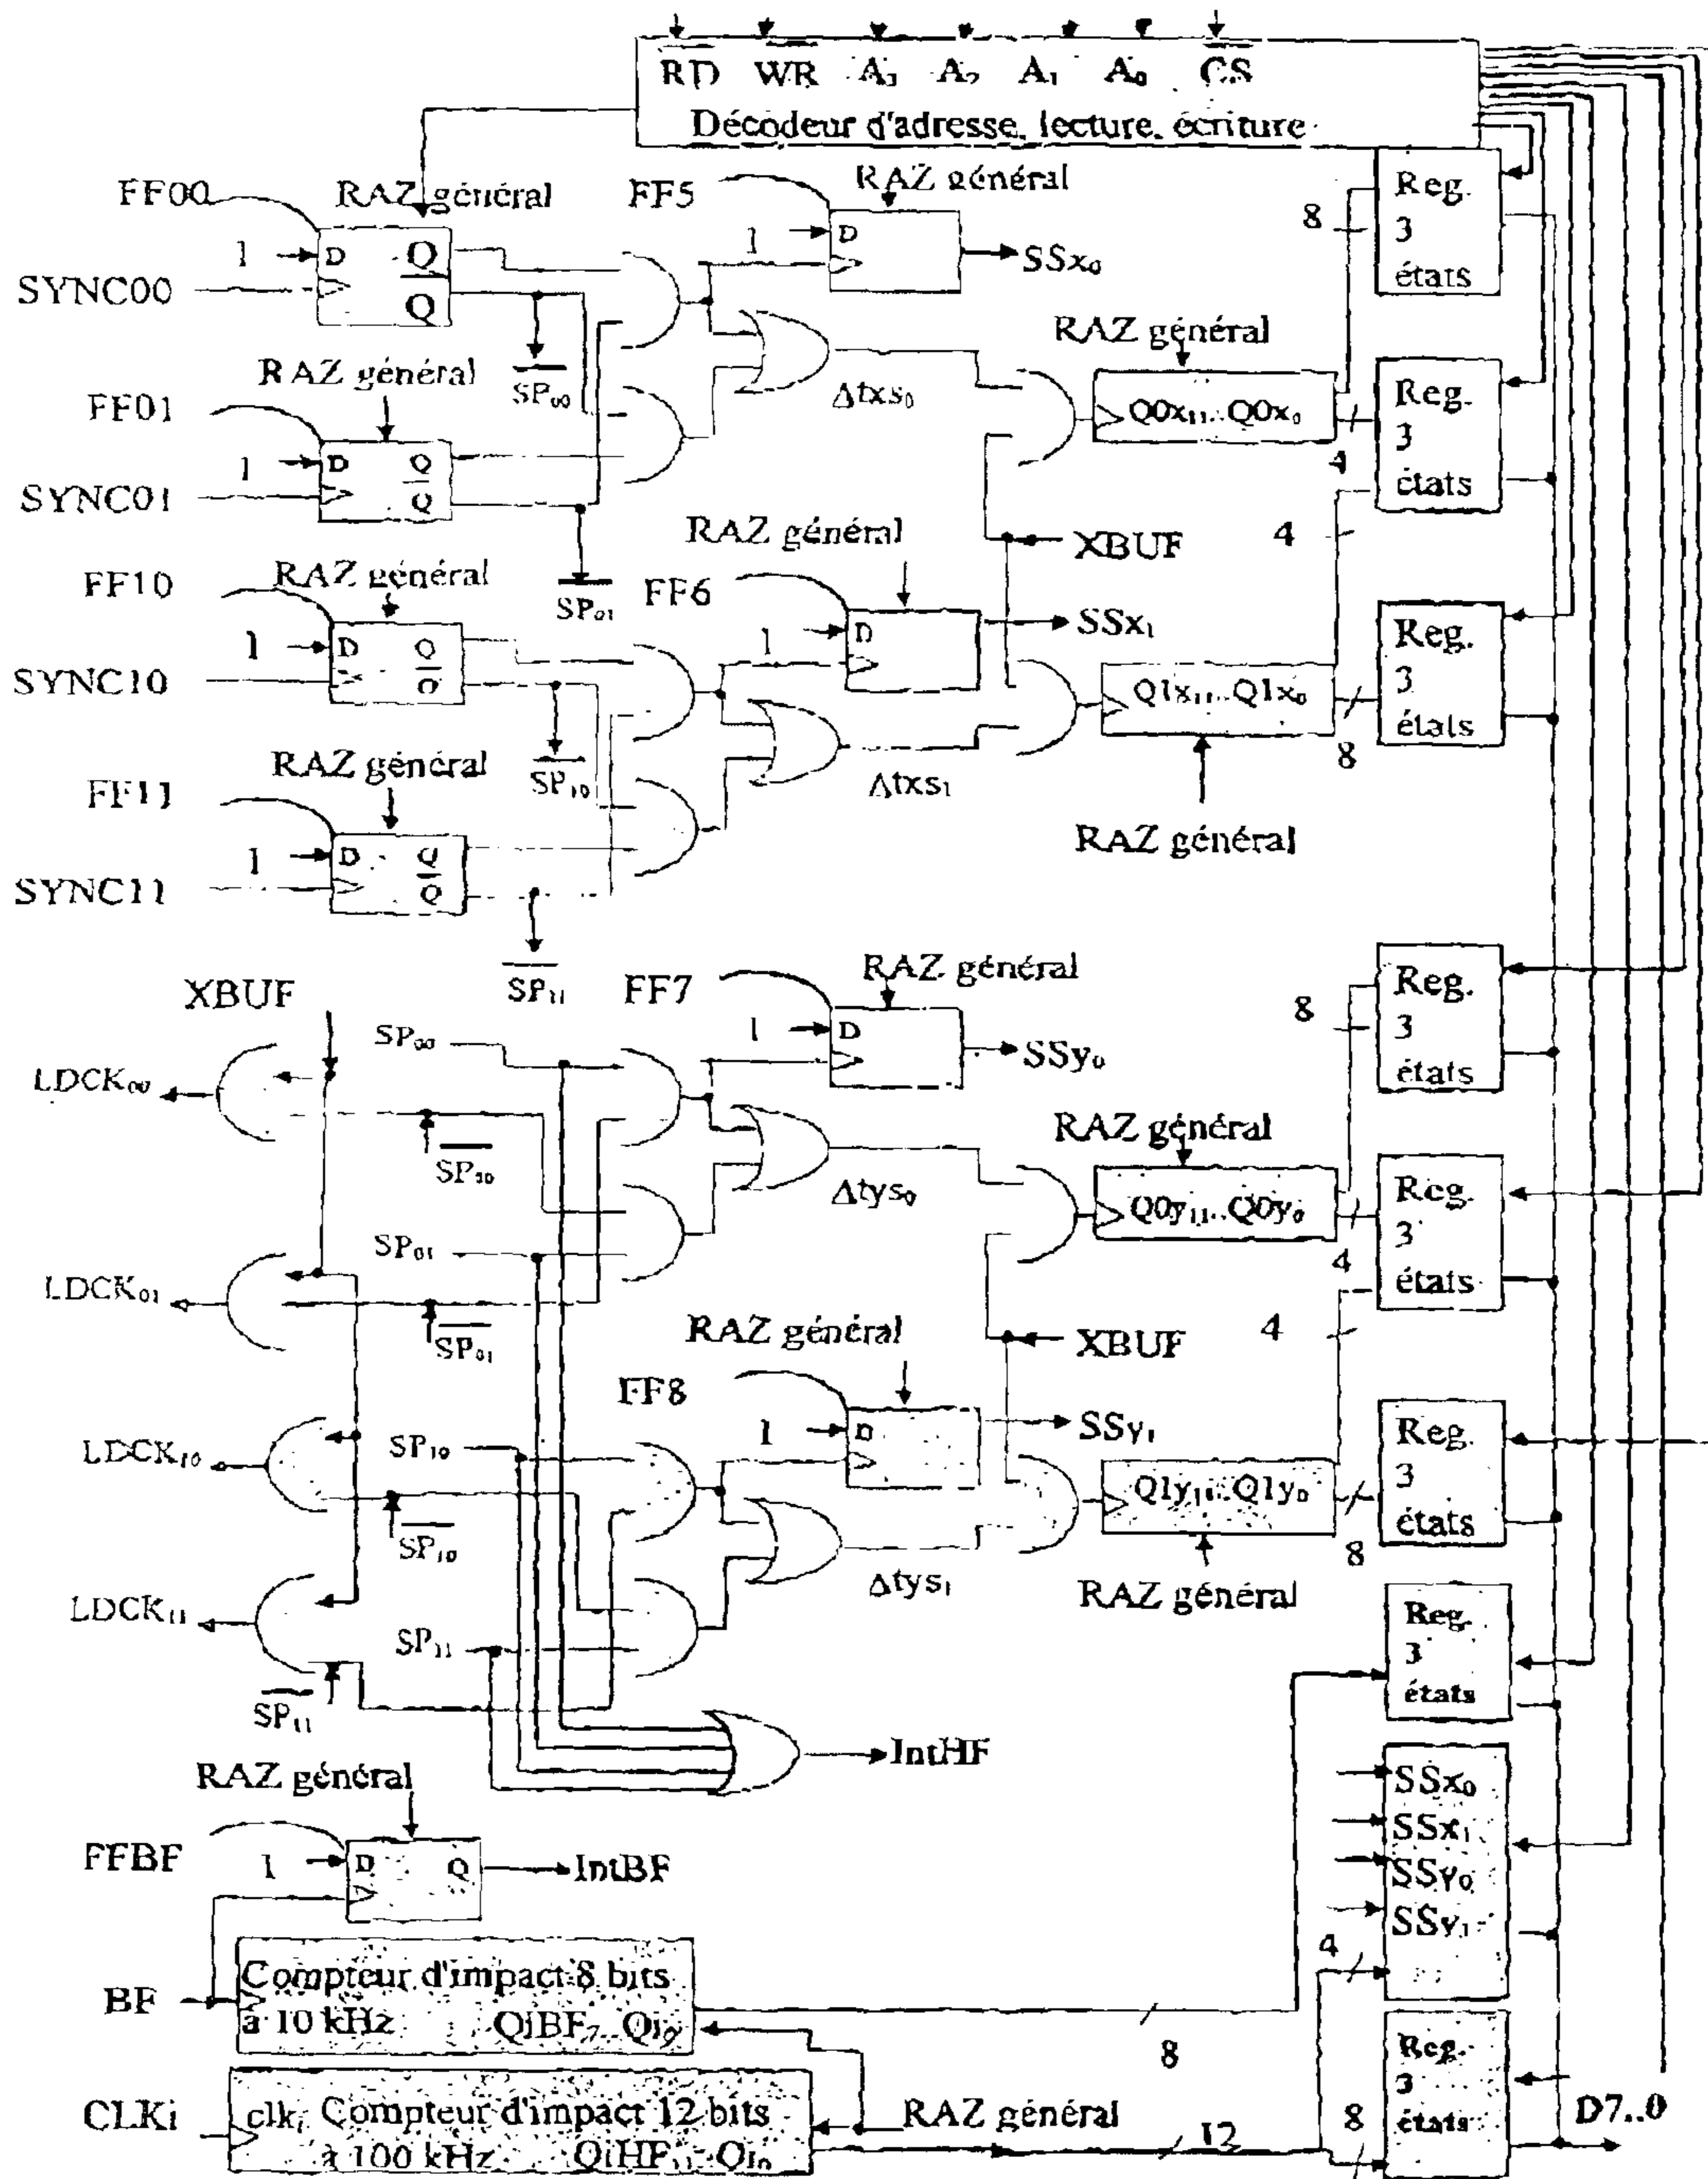 RD WR A3 A2 A1 A0 CS
Décodeur d'adresse, lecture, écriture
FF00
RAZ général
FF5
RAZ général
Reg.
3
états
8
1 D Q
Q
SYNC00
1 D
SSx0
RAZ général
SP00
Δtxs0
RAZ général
Q0x11..Q0x0
Reg.
3
états
4
FF01
1 D Q
Q
SYNC01
RAZ général
XBUF
4
FF10
RAZ général
SP01
FF6
1 D
SSx1
Reg.
3
états
1 D Q
Q
SYNC10
Q1x11..Q1x0
8
RAZ général
SP10
Δtxs1
RAZ général
FF11
1 D Q
Q
SYNC11
SP11
XBUF
FF7
RAZ général
Reg.
3
états
8
SP00
1 D
SSy0
LDCK00
RAZ général
Reg.
3
états
Δtys0
Q0y11..Q0y0
4
SP01
LDCK01
SP01
RAZ général
XBUF
4
FF8
1 D
SSy1
Reg.
3
états
SP10
LDCK10
Q1y11..Q1y0
8
SP10
Δtys1
RAZ général
LDCK11
SP11
Reg.
3
états
SP11
IntHF
RAZ général
SSx0
SSx1
SSy0
SSy1
FFBF
1 D Q
IntBF
4
BF
Compteur d'impact 8 bits
à 10 kHz QiBF7..Qi0
8
Reg.
3
états
CLKi
clki Compteur d'impact 12 bits
à 100 kHz QiHF11..Qi0
RAZ général
12
8
8
D7..0